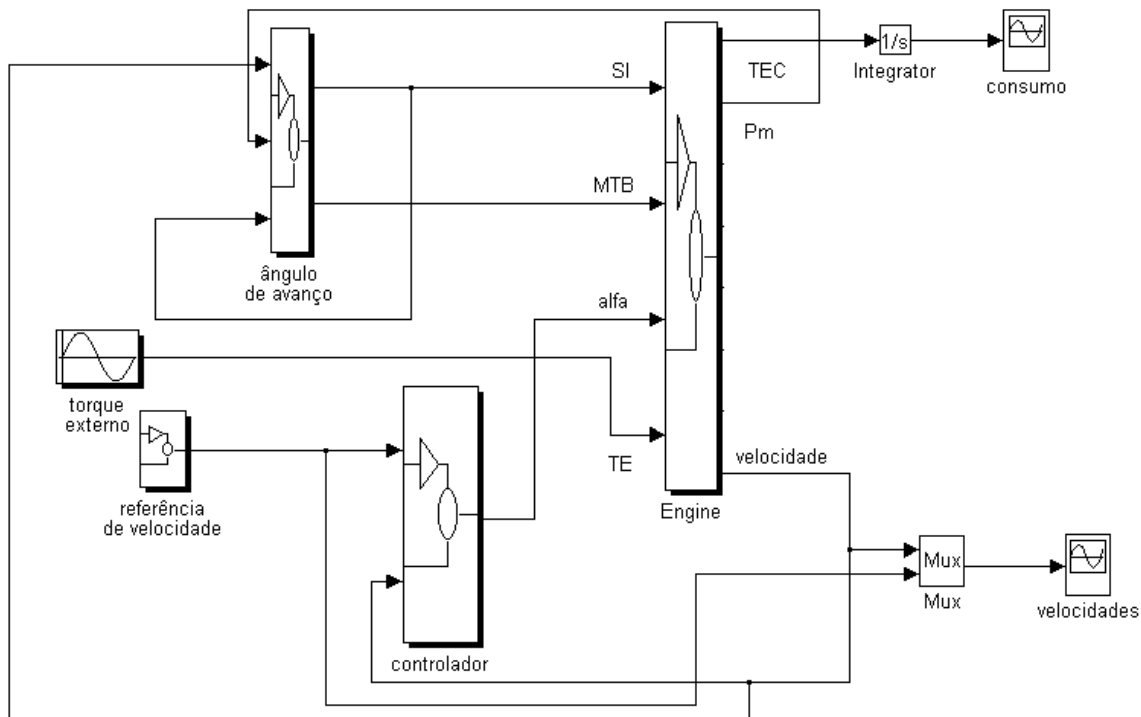 SI
TEC
1/s
Integrator
consumo
Pm
MTB
ângulo
de avanço
alfa
torque
externo
TE
velocidade
referência
de velocidade
Engine
Mux
Mux
velocidades
controlador